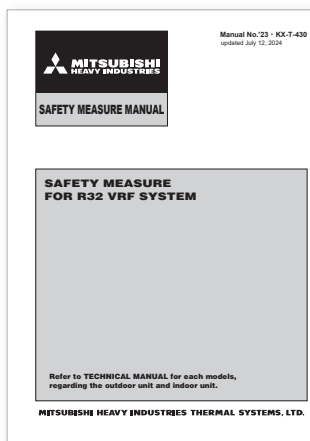 Manual No.'23・KX-T-430
updated July 12, 2024
MITSUBISHI
HEAVY INDUSTRIES
SAFETY MEASURE MANUAL
SAFETY MEASURE
FOR R32 VRF SYSTEM
Refer to TECHNICAL MANUAL for each models,
regarding the outdoor unit and indoor unit.
MITSUBISHI HEAVY INDUSTRIES THERMAL SYSTEMS, LTD.